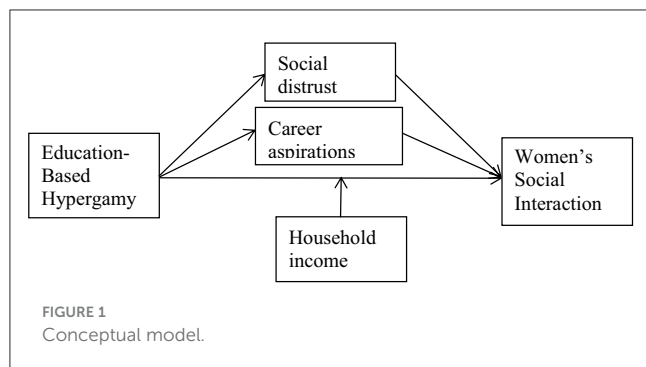 Social
distrust
Career
aspirations
Education-
Based
Hypergamy
Women's
Social
Interaction
Household
income
FIGURE 1
Conceptual model.